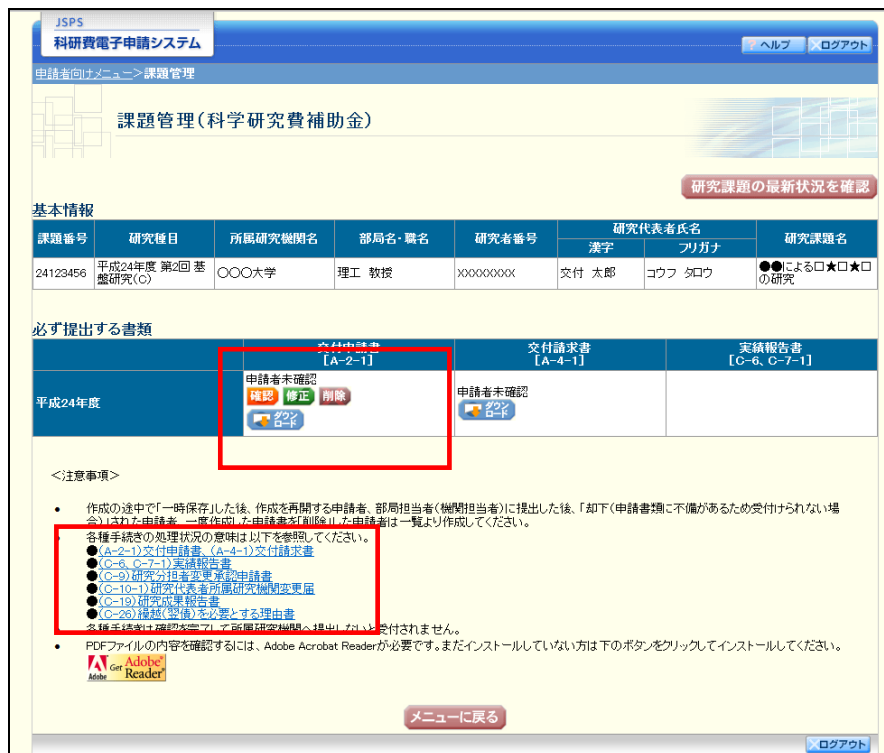 JSPS
科研費電子申請システム
? ヘルプ
ログアウト
申請者向けメニュー>課題管理
課題管理(科学研究費補助金)
研究課題の最新状況を確認
基本情報
課題番号 研究種目 所属研究機関名 部局名・職名 研究者番号 研究代表者氏名 研究課題名
漢字 フリガナ
24123456 平成24年度 第2回 基盤研究(C) 〇〇〇大学 理工 教授 XXXXXXXXX 交付 太郎 コウフ タロウ ●●による□★□★□の研究
必ず提出する書類
交付申請書 交付請求書 実績報告書
[A-2-1] [A-4-1] [C-6、C-7-1]
平成24年度
申請者未確認
確認 修正 削除
ダウンロード
申請者未確認
ダウンロード
<注意事項>
• 作成の途中で「一時保存」した後、作成を再開する申請者、部局担当者(機関担当者)に提出した後、「却下(申請書類に不備があるため受付けられない場
合)」された申請者、一度作成した申請書を「削除」した申請者は一覧より作成してください。
各種手続きの処理状況の意味は以下を参照してください。
●(A-2-1)交付申請書、(A-4-1)交付請求書
●(C-6、C-7-1)実績報告書
●(C-9)研究分担者変更承認申請書
●(C-10-1)研究代表者所属研究機関変更届
●(C-19)研究成果報告書
●(C-26)繰越(翌債)を必要とする理由書
各種手続きは確認を完了して所属研究機関へ提出しないと受付されません。
• PDFファイルの内容を確認するには、Adobe Acrobat Readerが必要です。まだインストールしていない方は下のボタンをクリックしてインストールしてください。
Adobe Get Adobe® Reader®
メニューに戻る
ログアウト